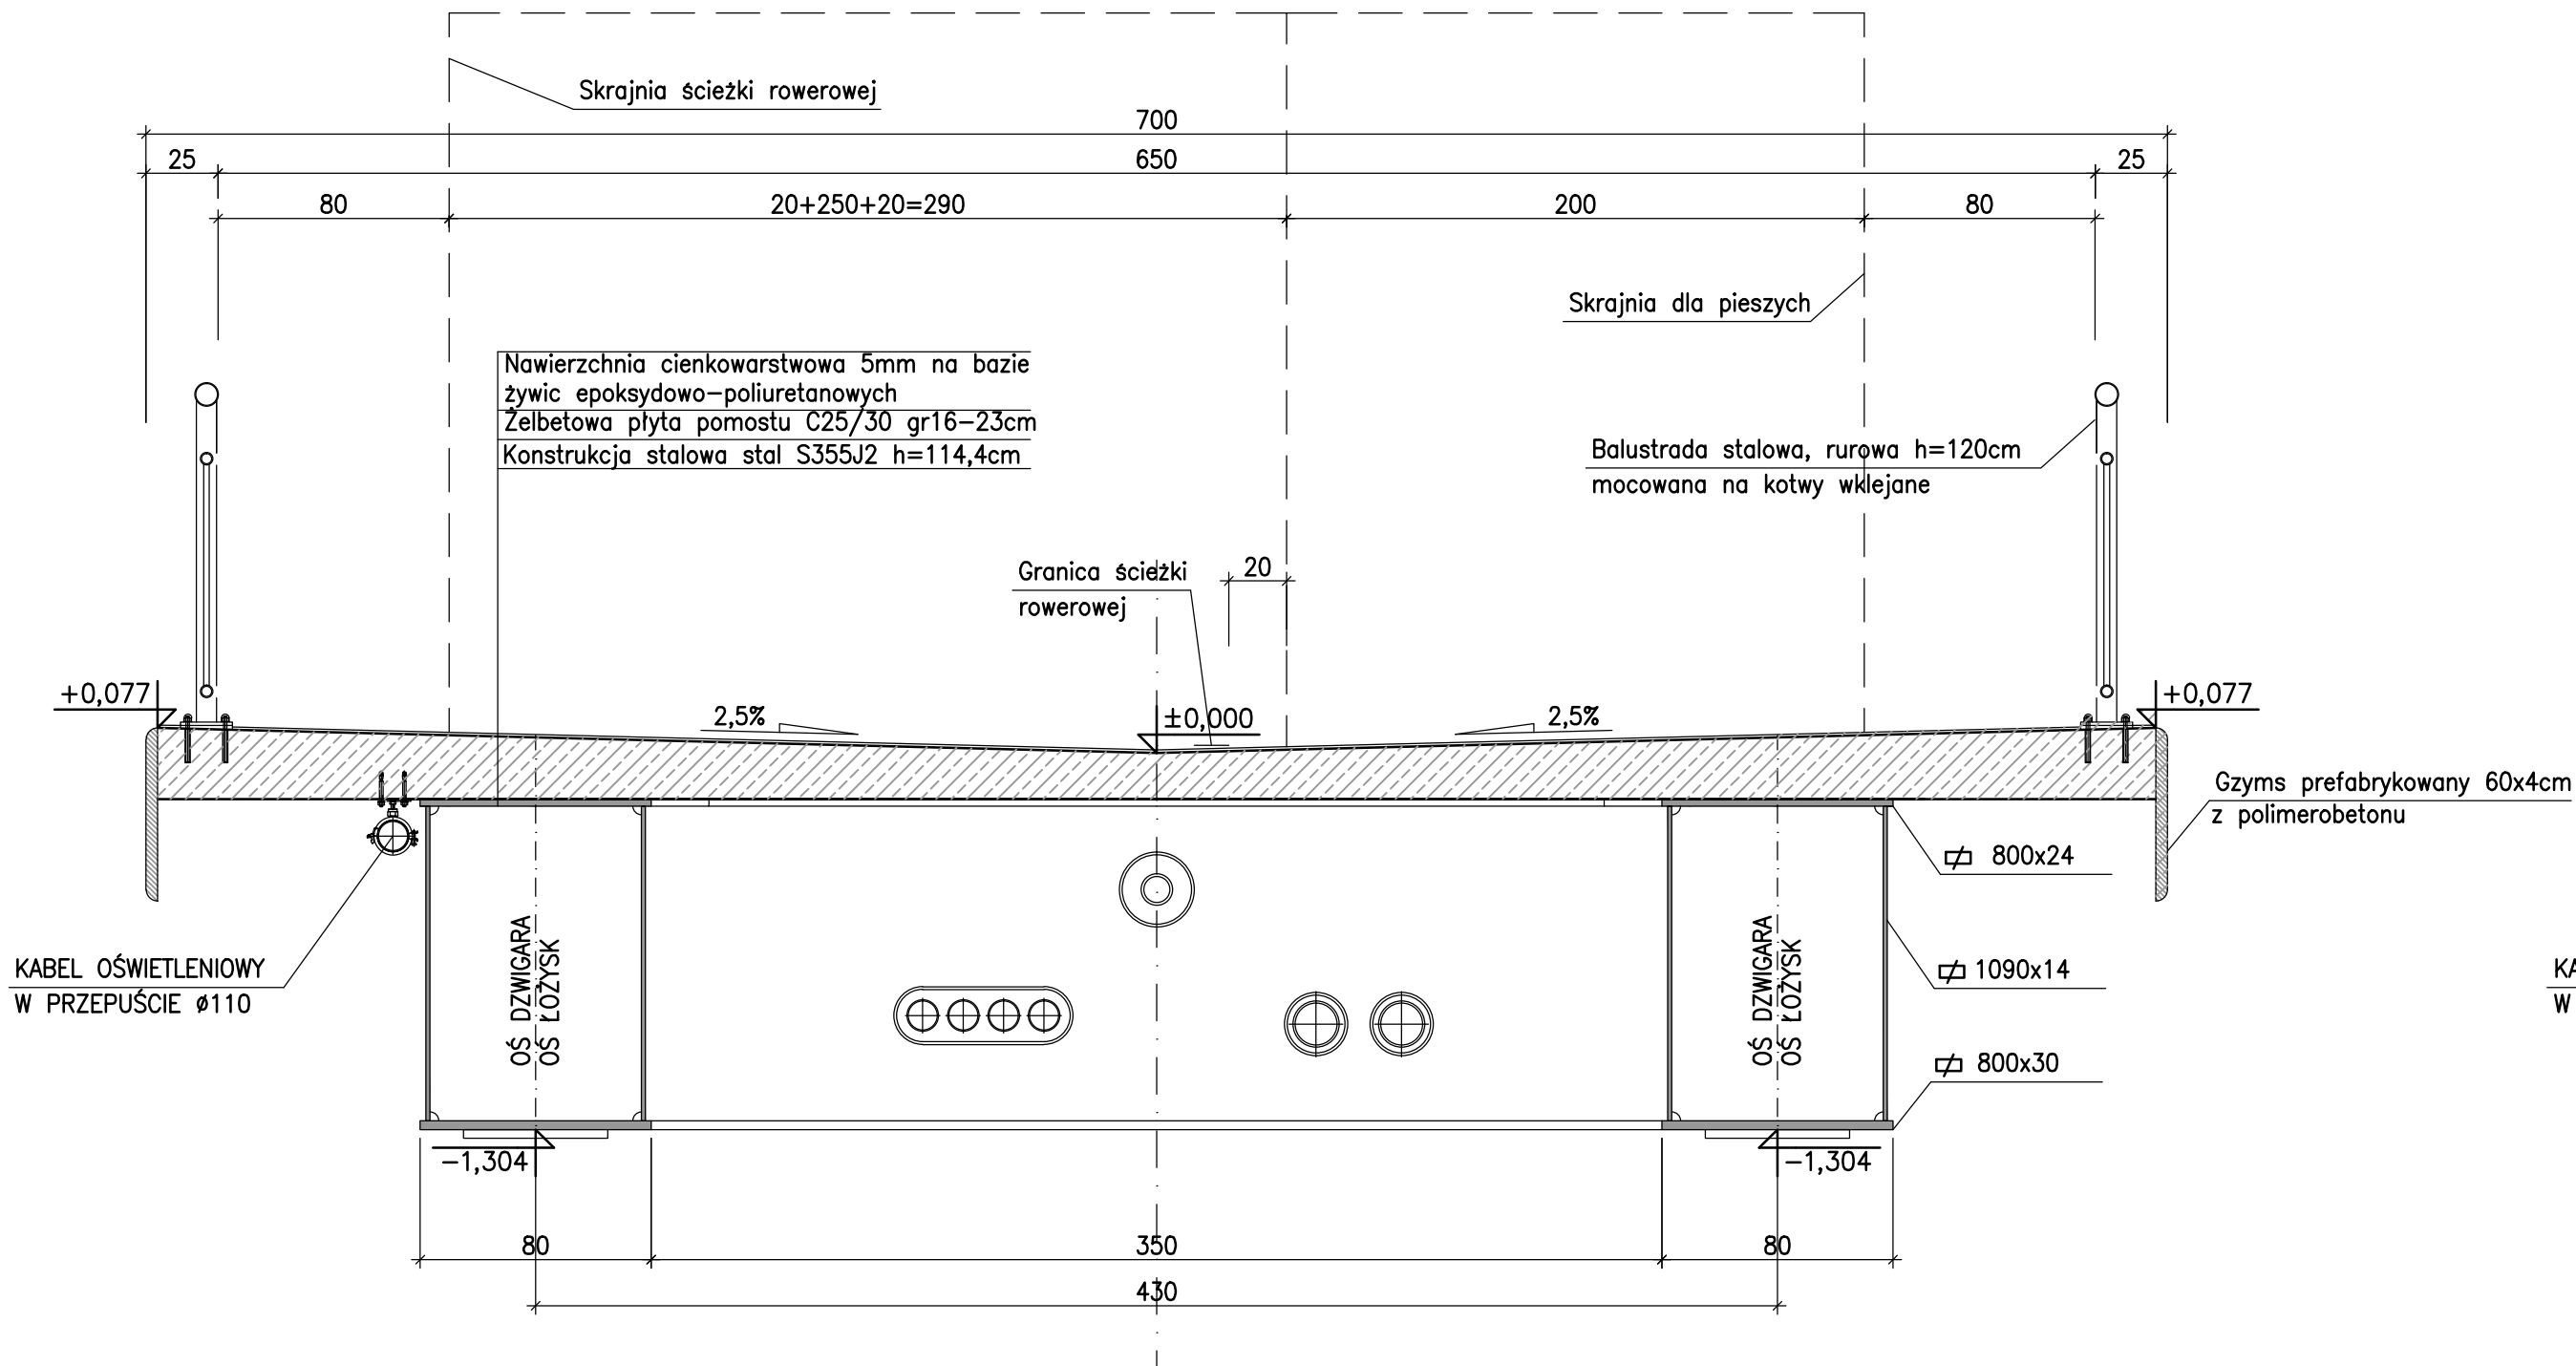 Skrajnia ścieżki rowerowej
700
25
650
25
80
20+250+20=290
200
80
Skrajnia dla pieszych
Nawierzchnia cienkowarstwowa 5mm na bazie
żywic epoksydowo-poliuretanowych
Żelbetowa płyta pomostu C25/30 gr16-23cm
Konstrukcja stalowa stal S355J2 h=114,4cm
Balustrada stalowa, rurowa h=120cm
mocowana na kotwy wklejane
Granica ścieżki
rowerowej
20
+0,077
2,5%
±0,000
2,5%
+0,077
Gzyms prefabrykowany 60x4cm
z polimerobetonu
800x24
KABEL OŚWIETLENIOWY
W PRZEPUŚCIE ø110
OŚ DZWIGARA
OŚ ŁOŻYSK
OŚ DZWIGARA
OŚ ŁOŻYSK
1090x14
KA
W
800x30
-1,304
-1,304
80
350
80
430